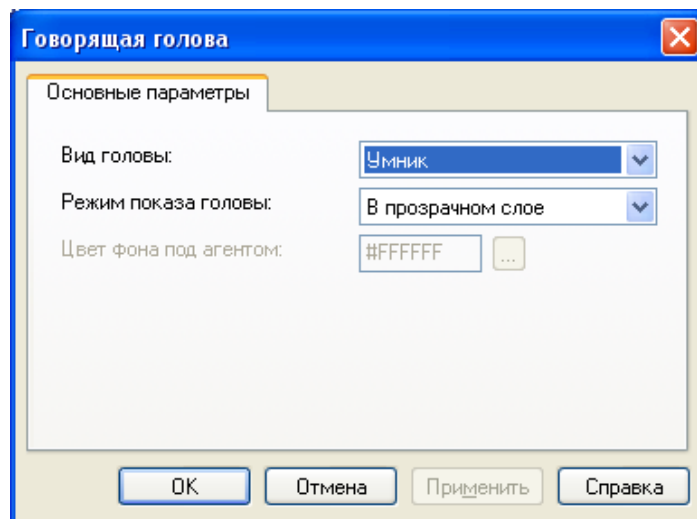 Говорящая голова
Основные параметры
Вид головы: Умник
Режим показа головы: В прозрачном слое
Цвет фона под агентом: #FFFFFF ...
OK Отмена Применить Справка